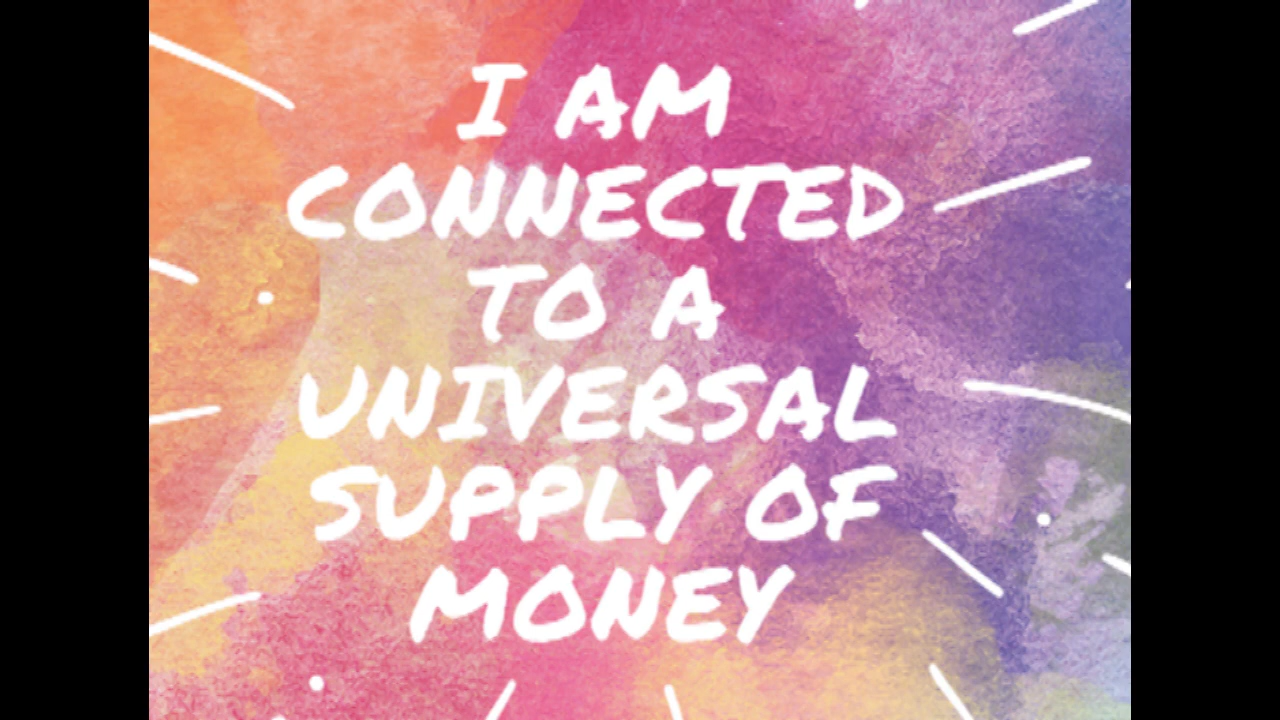 I AM
CONNECTED
TO A
UNIVERSAL
SUPPLY OF
MONEY